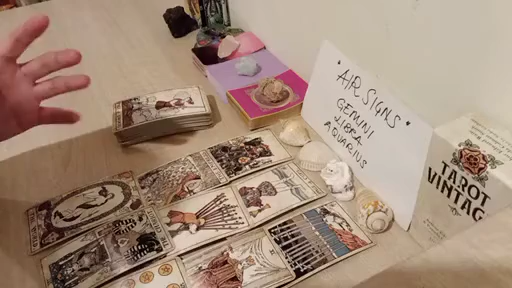 * AIR SIGNS *
GEMINI
LIBRA
AQUARIUS
TAROT
VINTAG